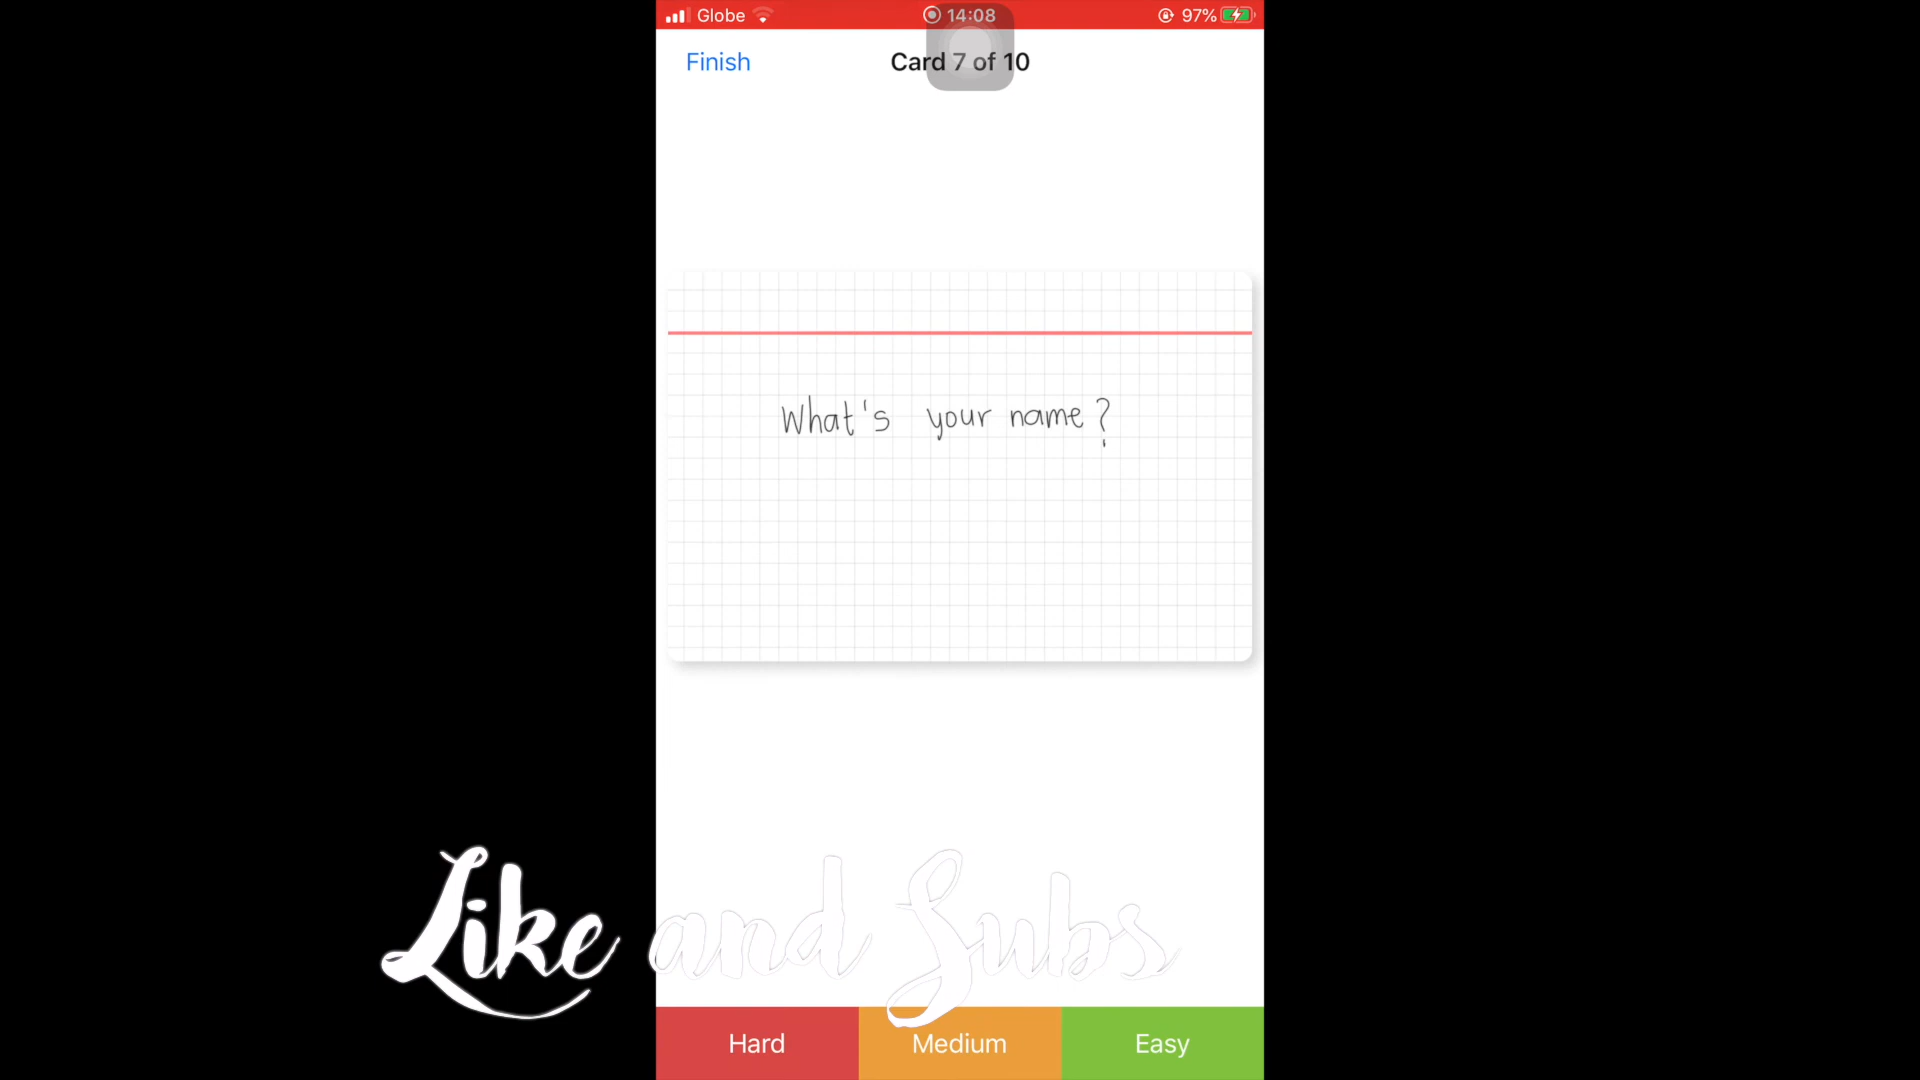 Globe 14:08 97%
Finish Card 7 of 10
What's your name?
Like and Subs
Hard Medium Easy